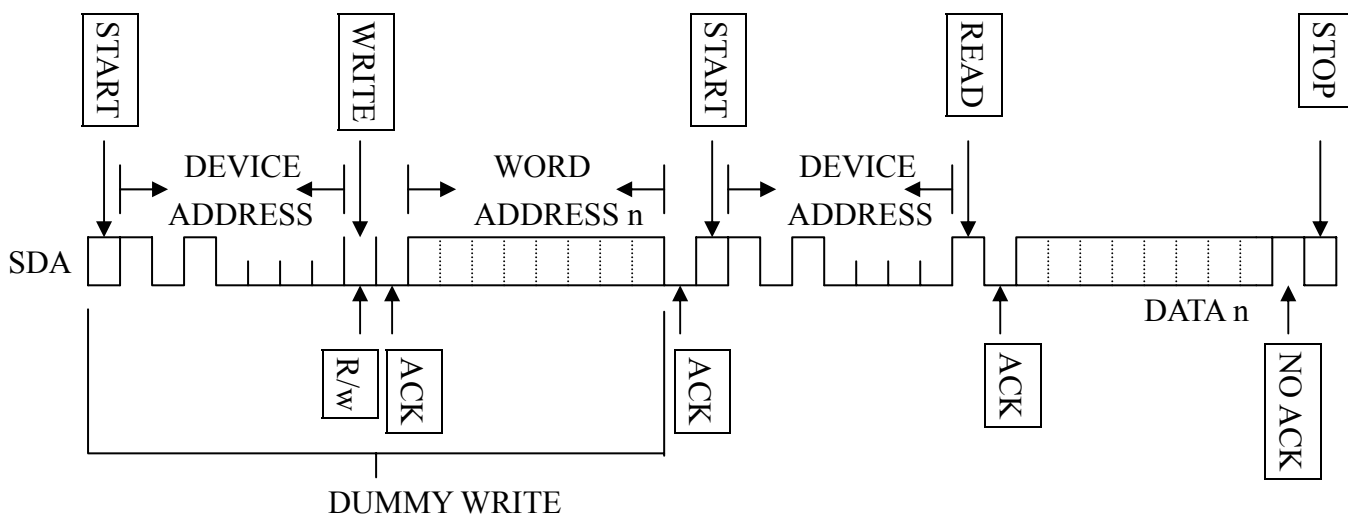 START
WRITE
START
READ
STOP
DEVICE
ADDRESS
WORD
ADDRESS n
DEVICE
ADDRESS
SDA
DATA n
R/w
ACK
ACK
ACK
NO ACK
DUMMY WRITE